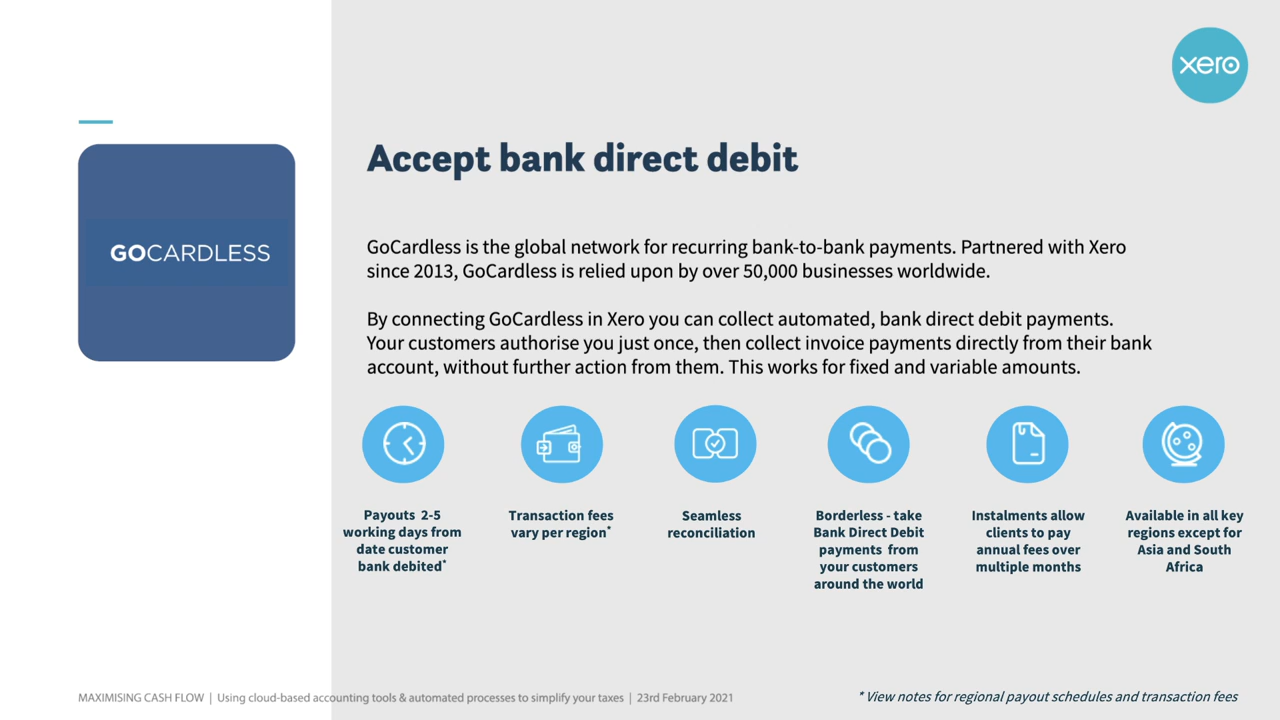 xero
GOCARDLESS
Accept bank direct debit
GoCardless is the global network for recurring bank-to-bank payments. Partnered with Xero
since 2013, GoCardless is relied upon by over 50,000 businesses worldwide.
By connecting GoCardless in Xero you can collect automated, bank direct debit payments.
Your customers authorise you just once, then collect invoice payments directly from their bank
account, without further action from them. This works for fixed and variable amounts.
Payouts 2-5
working days from
date customer
bank debited*
Transaction fees
vary per region*
Seamless
reconciliation
Borderless - take
Bank Direct Debit
payments from
your customers
around the world
Instalments allow
clients to pay
annual fees over
multiple months
Available in all key
regions except for
Asia and South
Africa
MAXIMISING CASH FLOW | Using cloud-based accounting tools & automated processes to simplify your taxes | 23rd February 2021
* View notes for regional payout schedules and transaction fees